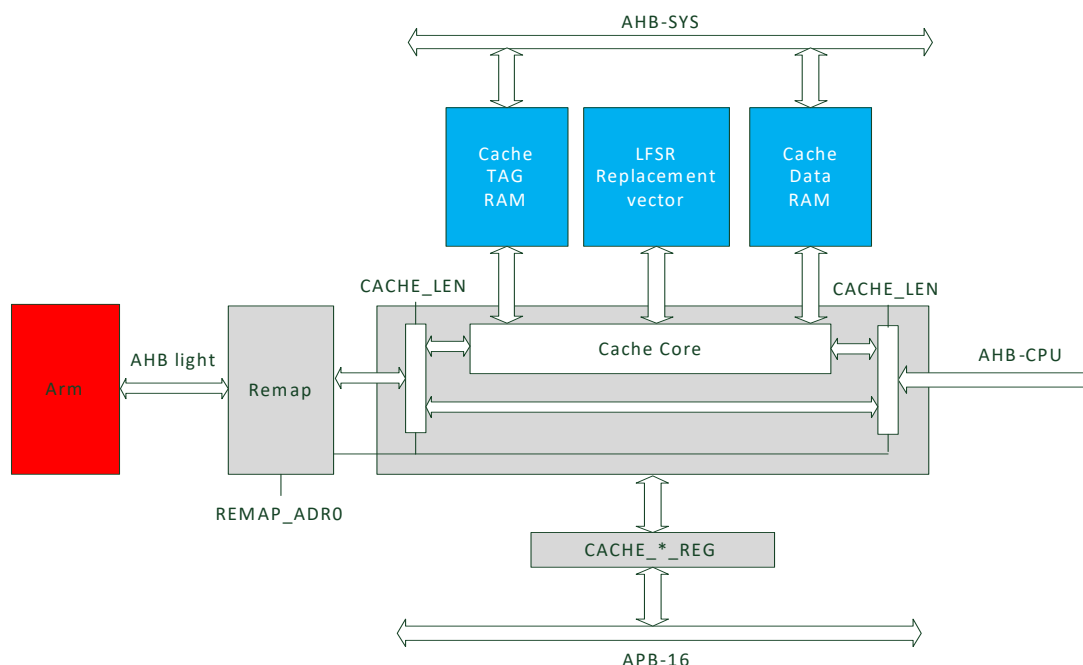 AHB-SYS
Cache
TAG
RAM
LFSR
Replacement
vector
Cache
Data
RAM
CACHE_LEN
CACHE_LEN
Arm
AHB light
Remap
Cache Core
AHB-CPU
REMAP_ADR0
CACHE_*_REG
APB-16